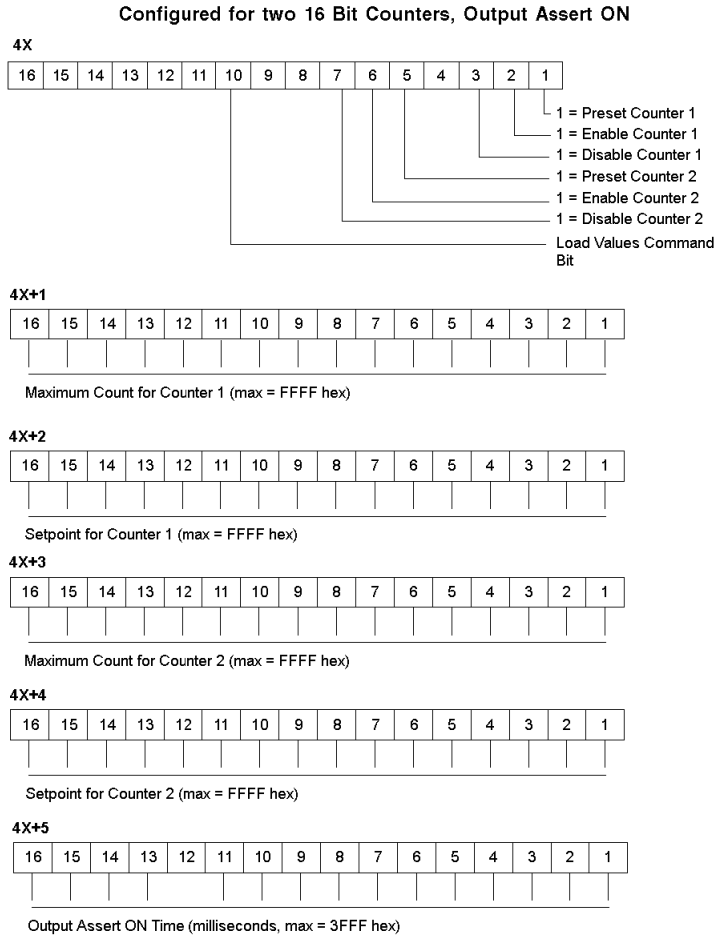 Configured for two 16 Bit Counters, Output Assert ON
4X
16 15 14 13 12 11 10 9 8 7 6 5 4 3 2 1
1 = Preset Counter 1
1 = Enable Counter 1
1 = Disable Counter 1
1 = Preset Counter 2
1 = Enable Counter 2
1 = Disable Counter 2
Load Values Command
Bit
4X+1
16 15 14 13 12 11 10 9 8 7 6 5 4 3 2 1
Maximum Count for Counter 1 (max = FFFF hex)
4X+2
16 15 14 13 12 11 10 9 8 7 6 5 4 3 2 1
Setpoint for Counter 1 (max = FFFF hex)
4X+3
16 15 14 13 12 11 10 9 8 7 6 5 4 3 2 1
Maximum Count for Counter 2 (max = FFFF hex)
4X+4
16 15 14 13 12 11 10 9 8 7 6 5 4 3 2 1
Setpoint for Counter 2 (max = FFFF hex)
4X+5
16 15 14 13 12 11 10 9 8 7 6 5 4 3 2 1
Output Assert ON Time (milliseconds, max = 3FFF hex)